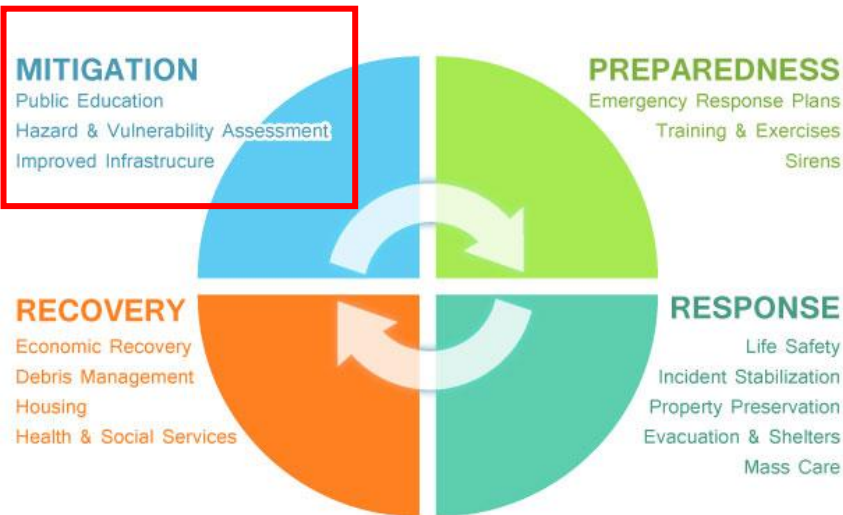 MITIGATION
Public Education
Hazard & Vulnerability Assessment
Improved Infrastrucure
PREPAREDNESS
Emergency Response Plans
Training & Exercises
Sirens
RECOVERY
Economic Recovery
Debris Management
Housing
Health & Social Services
RESPONSE
Life Safety
Incident Stabilization
Property Preservation
Evacuation & Shelters
Mass Care